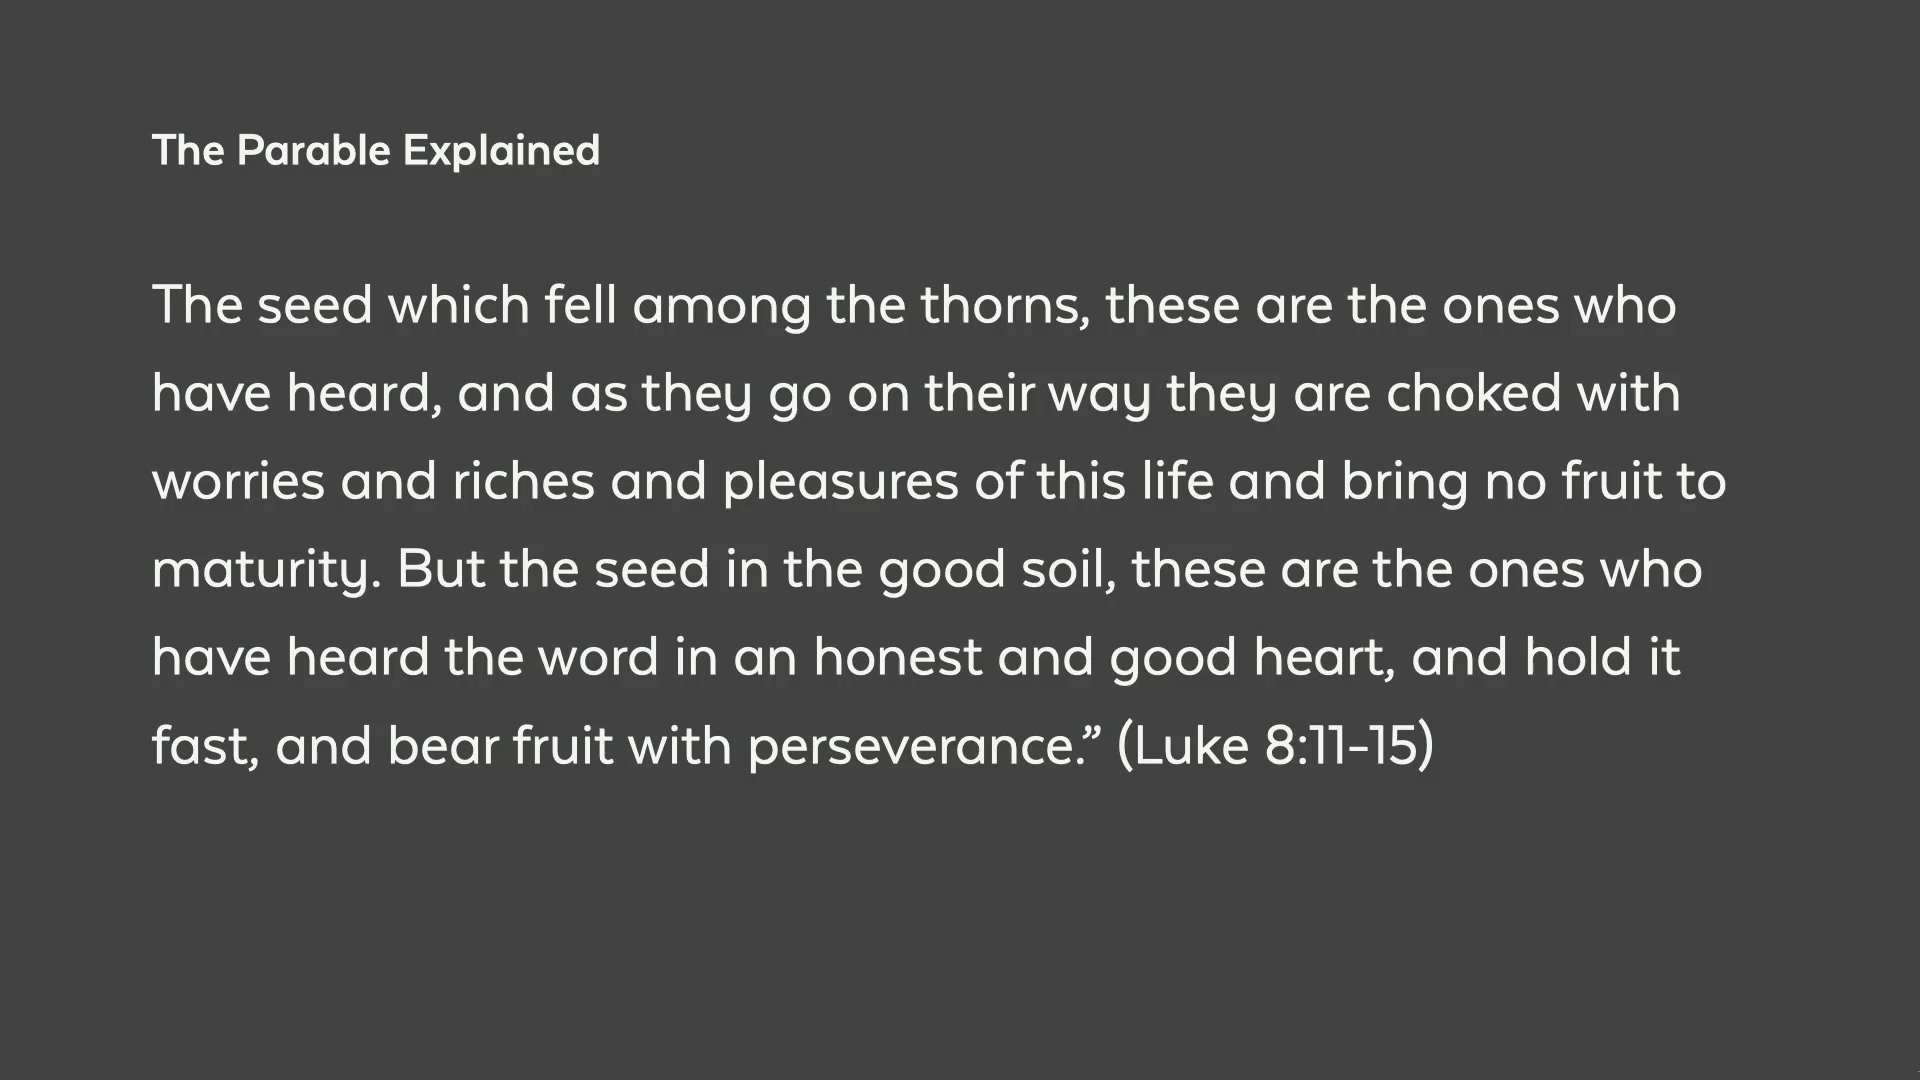 The Parable Explained
The seed which fell among the thorns, these are the ones who
have heard, and as they go on their way they are choked with
worries and riches and pleasures of this life and bring no fruit to
maturity. But the seed in the good soil, these are the ones who
have heard the word in an honest and good heart, and hold it
fast, and bear fruit with perseverance.” (Luke 8:11-15)